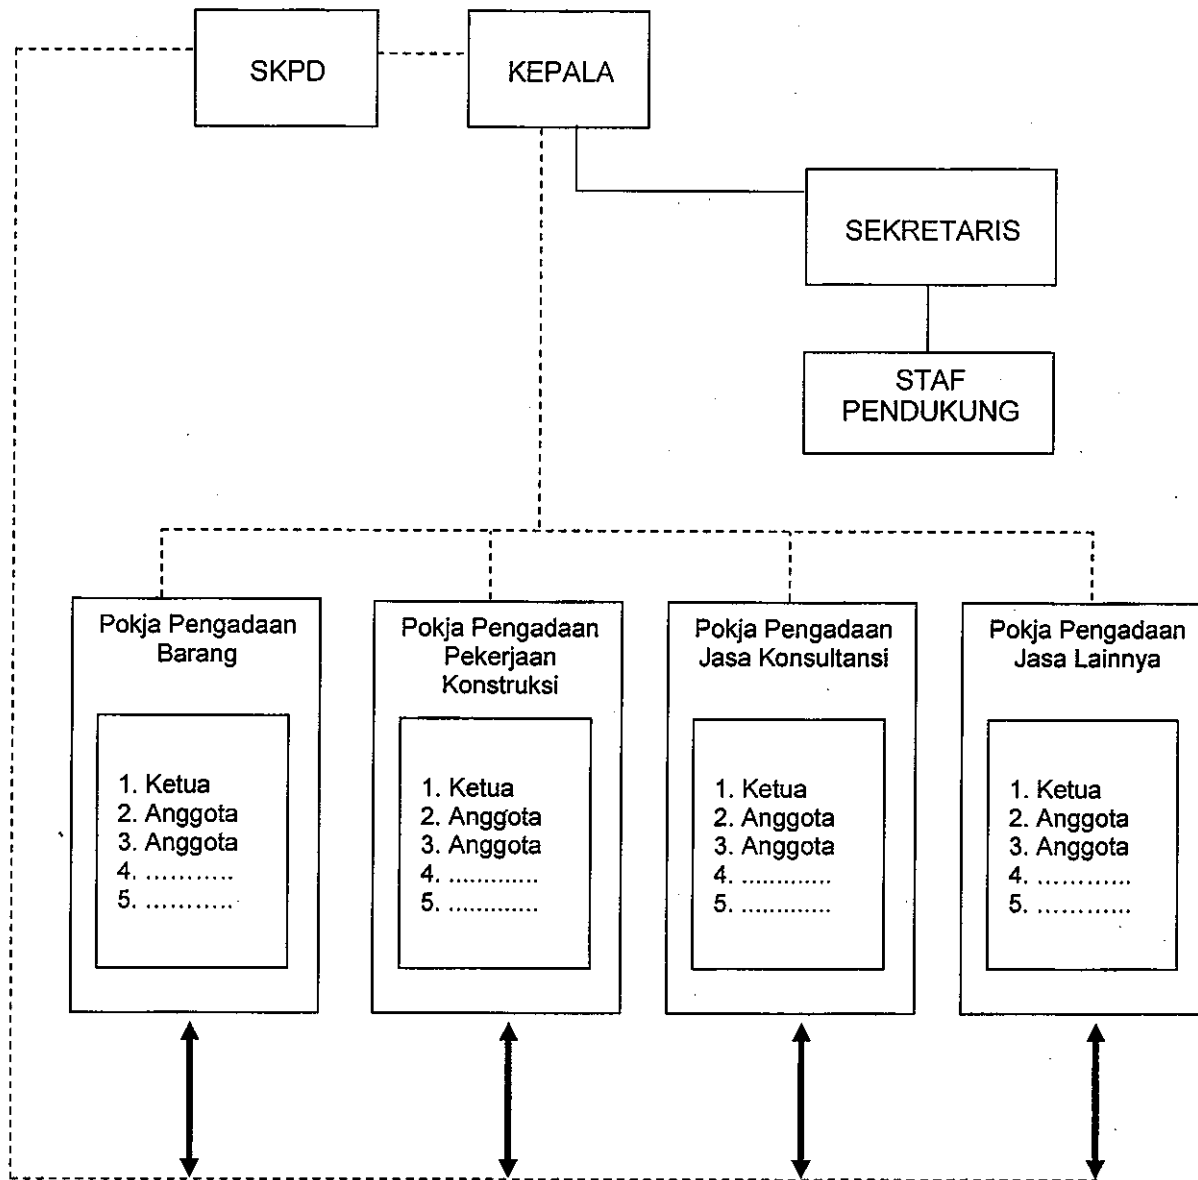 SKPD
KEPALA
SEKRETARIS
STAF
PENDUKUNG
Pokja Pengadaan
Barang
1. Ketua
2. Anggota
3. Anggota
4. ...........
5. ...........
Pokja Pengadaan
Pekerjaan
Konstruksi
1. Ketua
2. Anggota
3. Anggota
4. .............
5. .............
Pokja Pengadaan
Jasa Konsultansi
1. Ketua
2. Anggota
3. Anggota
4. .............
5. .............
Pokja Pengadaan
Jasa Lainnya
1. Ketua
2. Anggota
3. Anggota
4. .............
5. .............